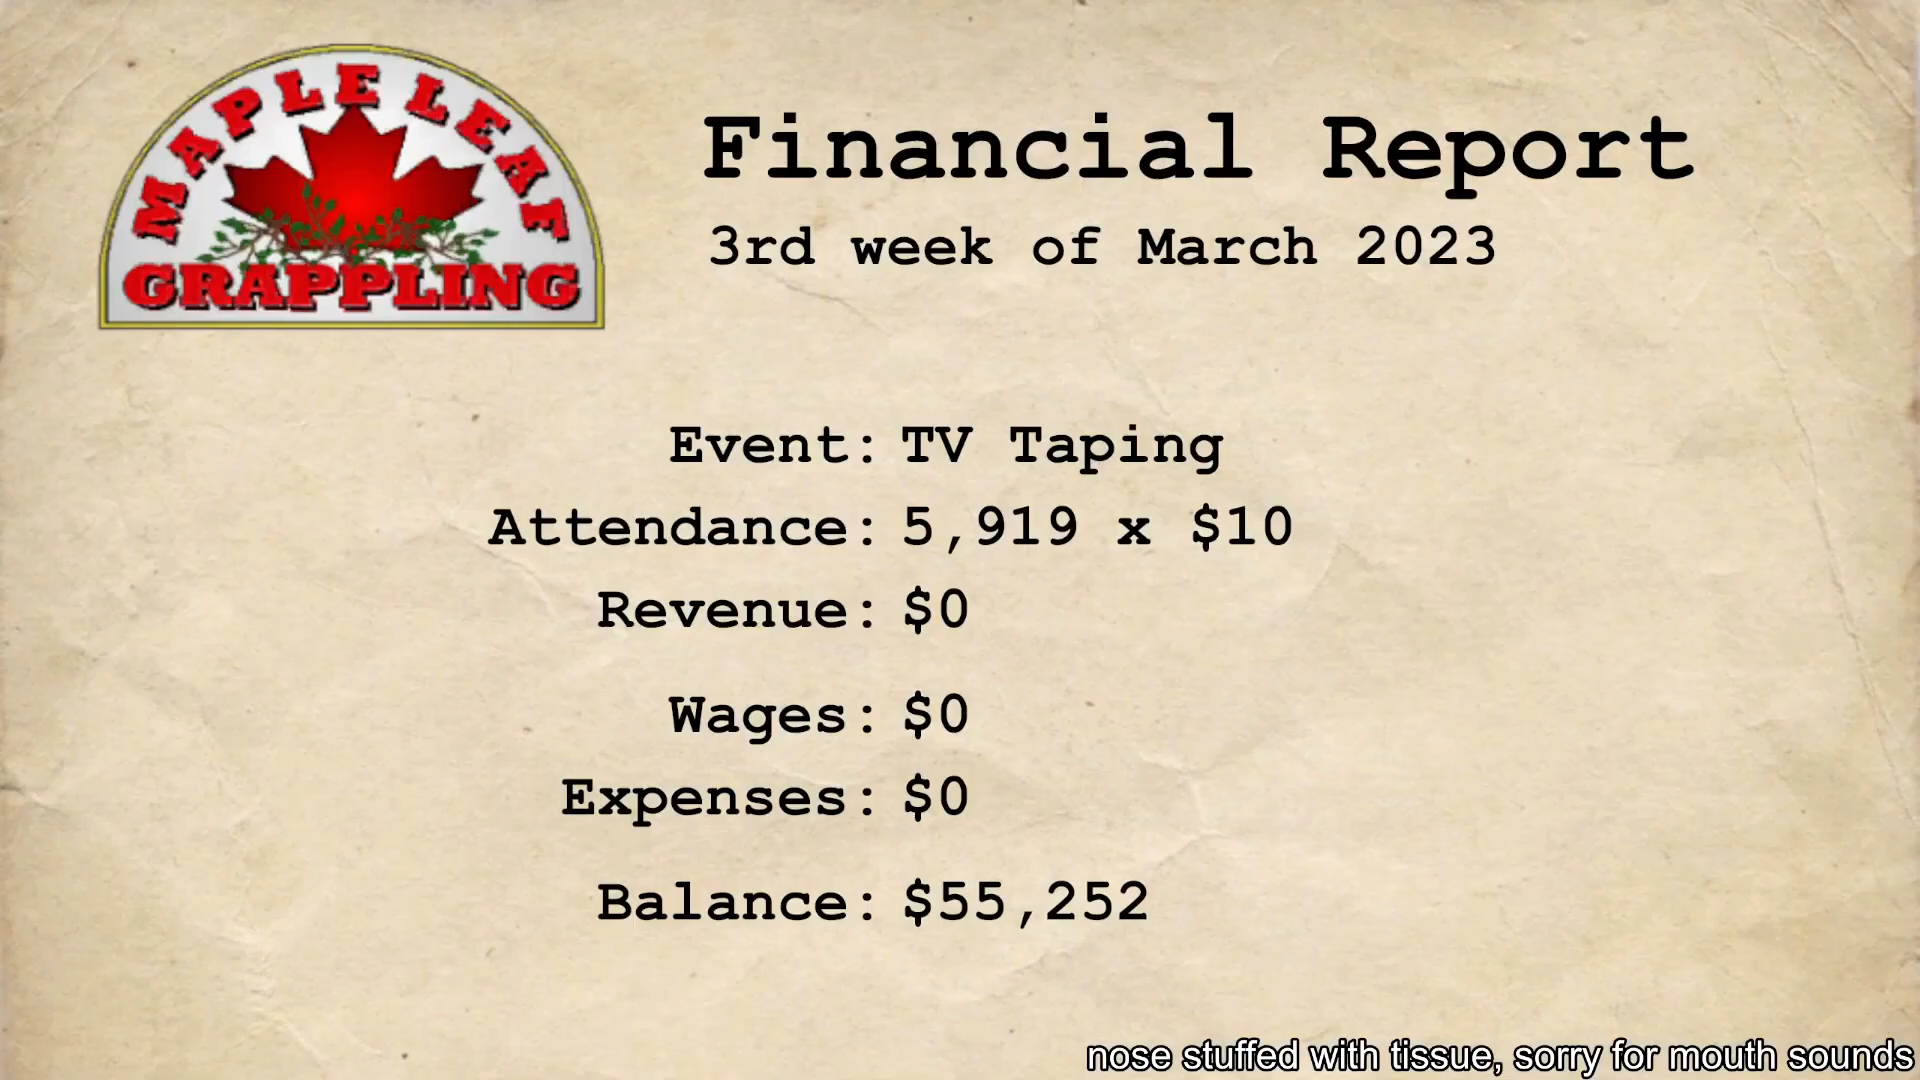 MAPLE LEAF
GRAPPLING
Financial Report
3rd week of March 2023
Event: TV Taping
Attendance: 5,919 x $10
Revenue: $0
Wages: $0
Expenses: $0
Balance: $55,252
nose stuffed with tissue, sorry for mouth sounds